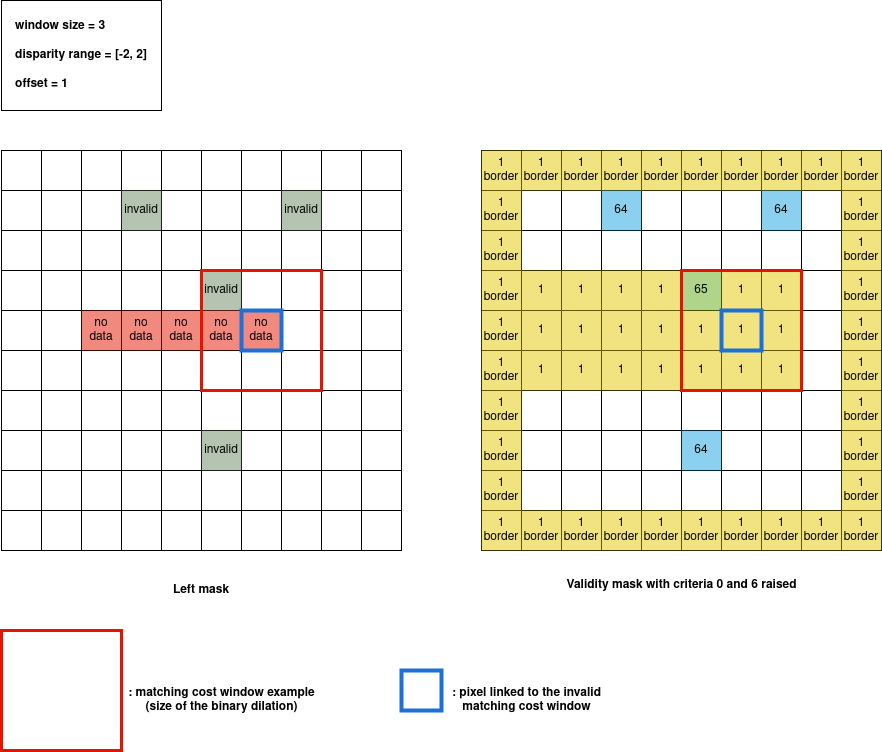 window size = 3
disparity range = [-2, 2]
offset = 1
invalid invalid
invalid
no no no no no
data data data data data
invalid
Left mask
1 1 1 1 1 1 1 1 1 1
border border border border border border border border border border
1 64 64 1
border border
1 1
border border
1 1 1 1 1 65 1 1 1
border border
1 1 1 1 1 1 1 1 1
border border
1 1 1 1 1 1 1 1 1
border border
1 1
border border
1 64 1
border border
1 1
border border
1 1 1 1 1 1 1 1 1 1
border border border border border border border border border border
Validity mask with criteria 0 and 6 raised
: matching cost window example
(size of the binary dilation)
: pixel linked to the invalid
matching cost window